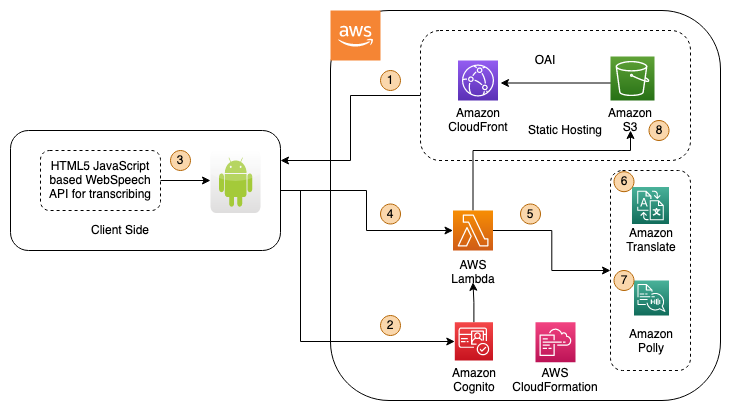 aws
1
OAI
Amazon
CloudFront
Amazon
S3
Static Hosting
8
HTML5 JavaScript
based WebSpeech
API for transcribing
3
Client Side
4
AWS
Lambda
5
6
Amazon
Translate
7
Amazon
Polly
2
Amazon
Cognito
AWS
CloudFormation